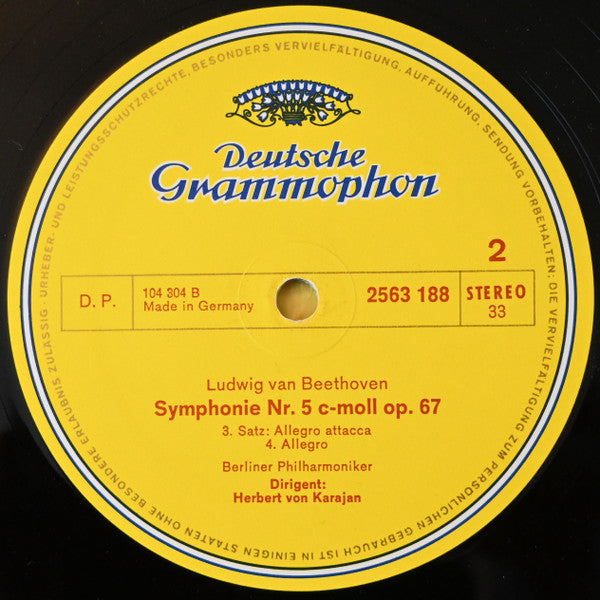 Deutsche
Grammophon
2
D. P.
104 304 B
Made in Germany
2563 188
STEREO
33
Ludwig van Beethoven
Symphonie Nr. 5 c-moll op. 67
3. Satz: Allegro attacca
4. Allegro
Berliner Philharmoniker
Dirigent:
Herbert von Karajan
URHEBER- UND LEISTUNGSSCHUTZRECHTE, BESONDERS VERVIELFÄLTIGUNG, AUFFÜHRUNG, SENDUNG VORBEHALTEN; DIE VERVIELFÄLTIGUNG ZUM PERSÖNLICHEN GEBRAUCH IST IN EINIGEN STAATEN OHNE BESONDERE ERLAUBNIS ZULÄSSIG ·